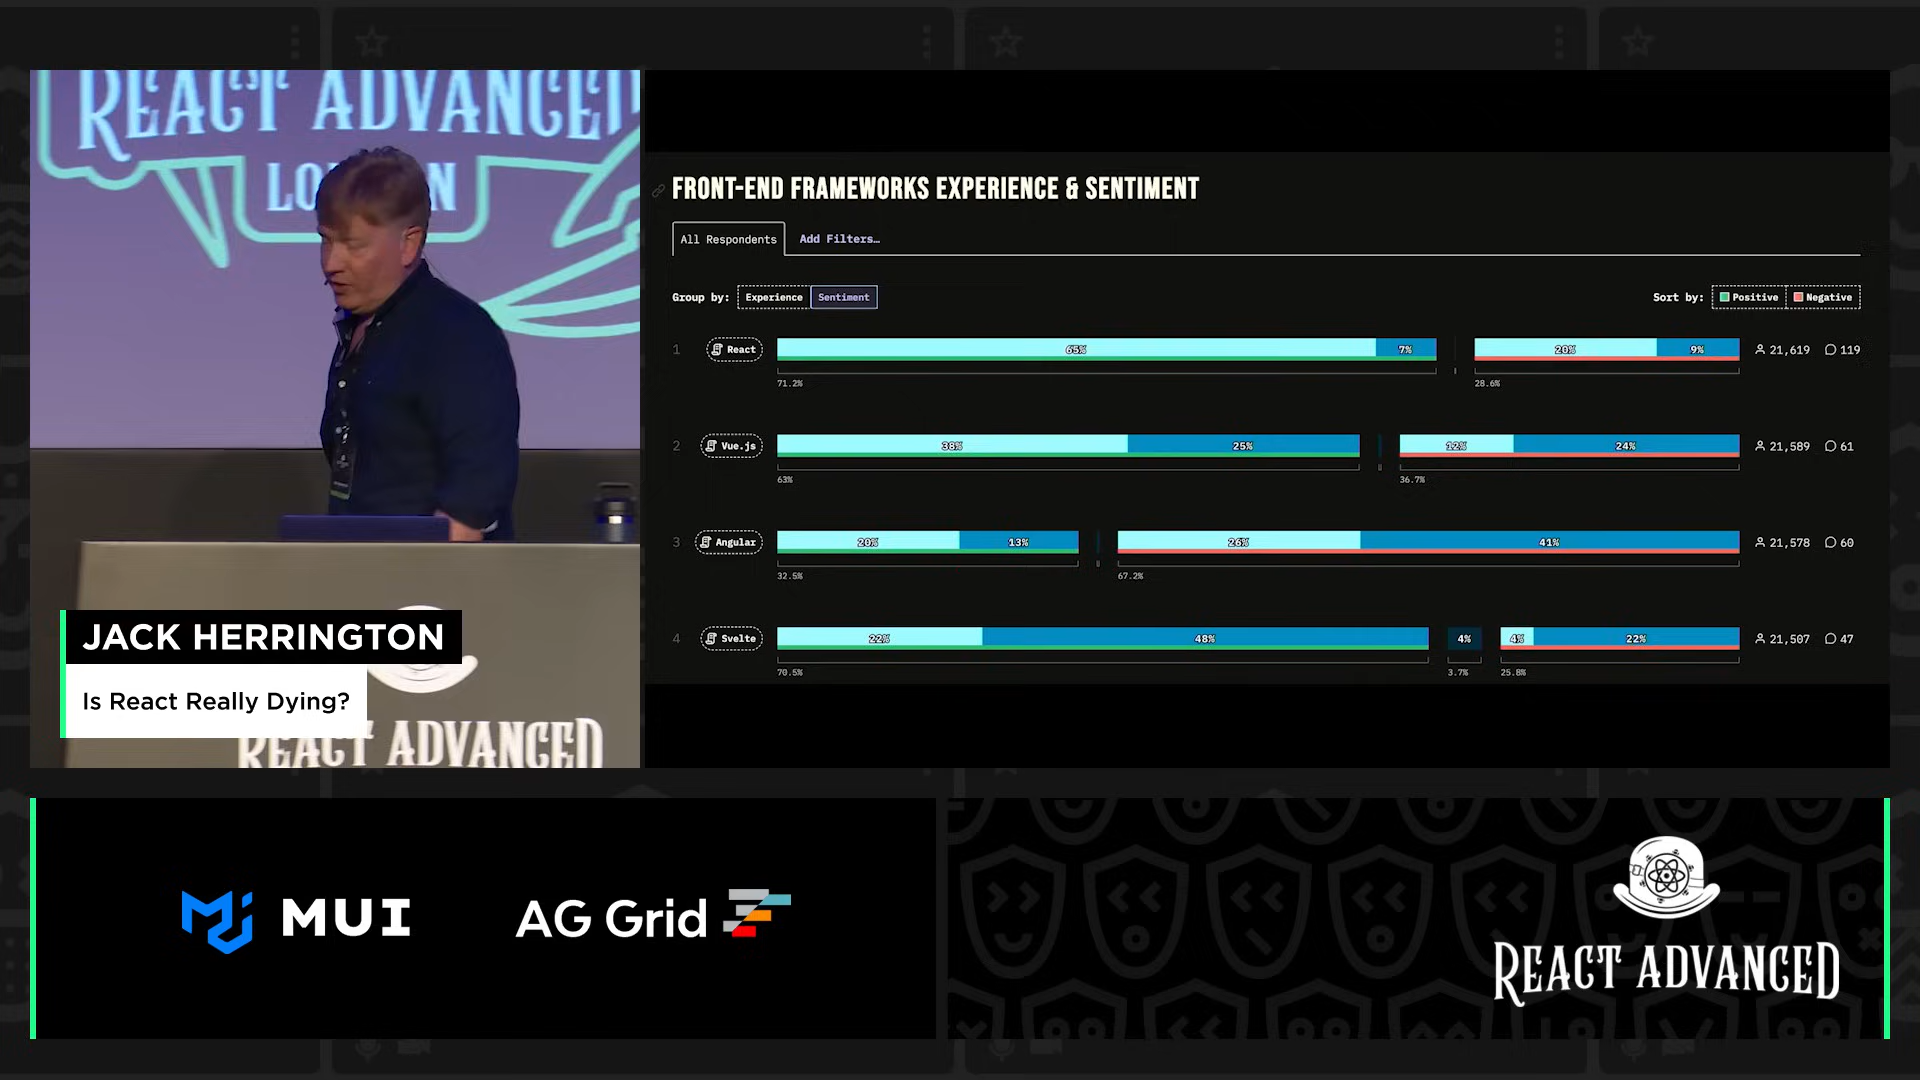 REACT ADVANCED
LONDON
JACK HERRINGTON
Is React Really Dying?
REACT ADVANCED
FRONT-END FRAMEWORKS EXPERIENCE & SENTIMENT
All Respondents Add Filters…
Group by: Experience Sentiment Sort by: Positive Negative
1 React 65% 7% 20% 9% 21,619 119
71.2% 28.6%
2 Vue.js 38% 25% 12% 24% 21,589 61
63% 36.7%
3 Angular 20% 13% 26% 41% 21,578 60
32.5% 67.2%
4 Svelte 22% 48% 4% 4% 22% 21,507 47
70.5% 3.7% 25.8%
MUI AG Grid
REACT ADVANCED